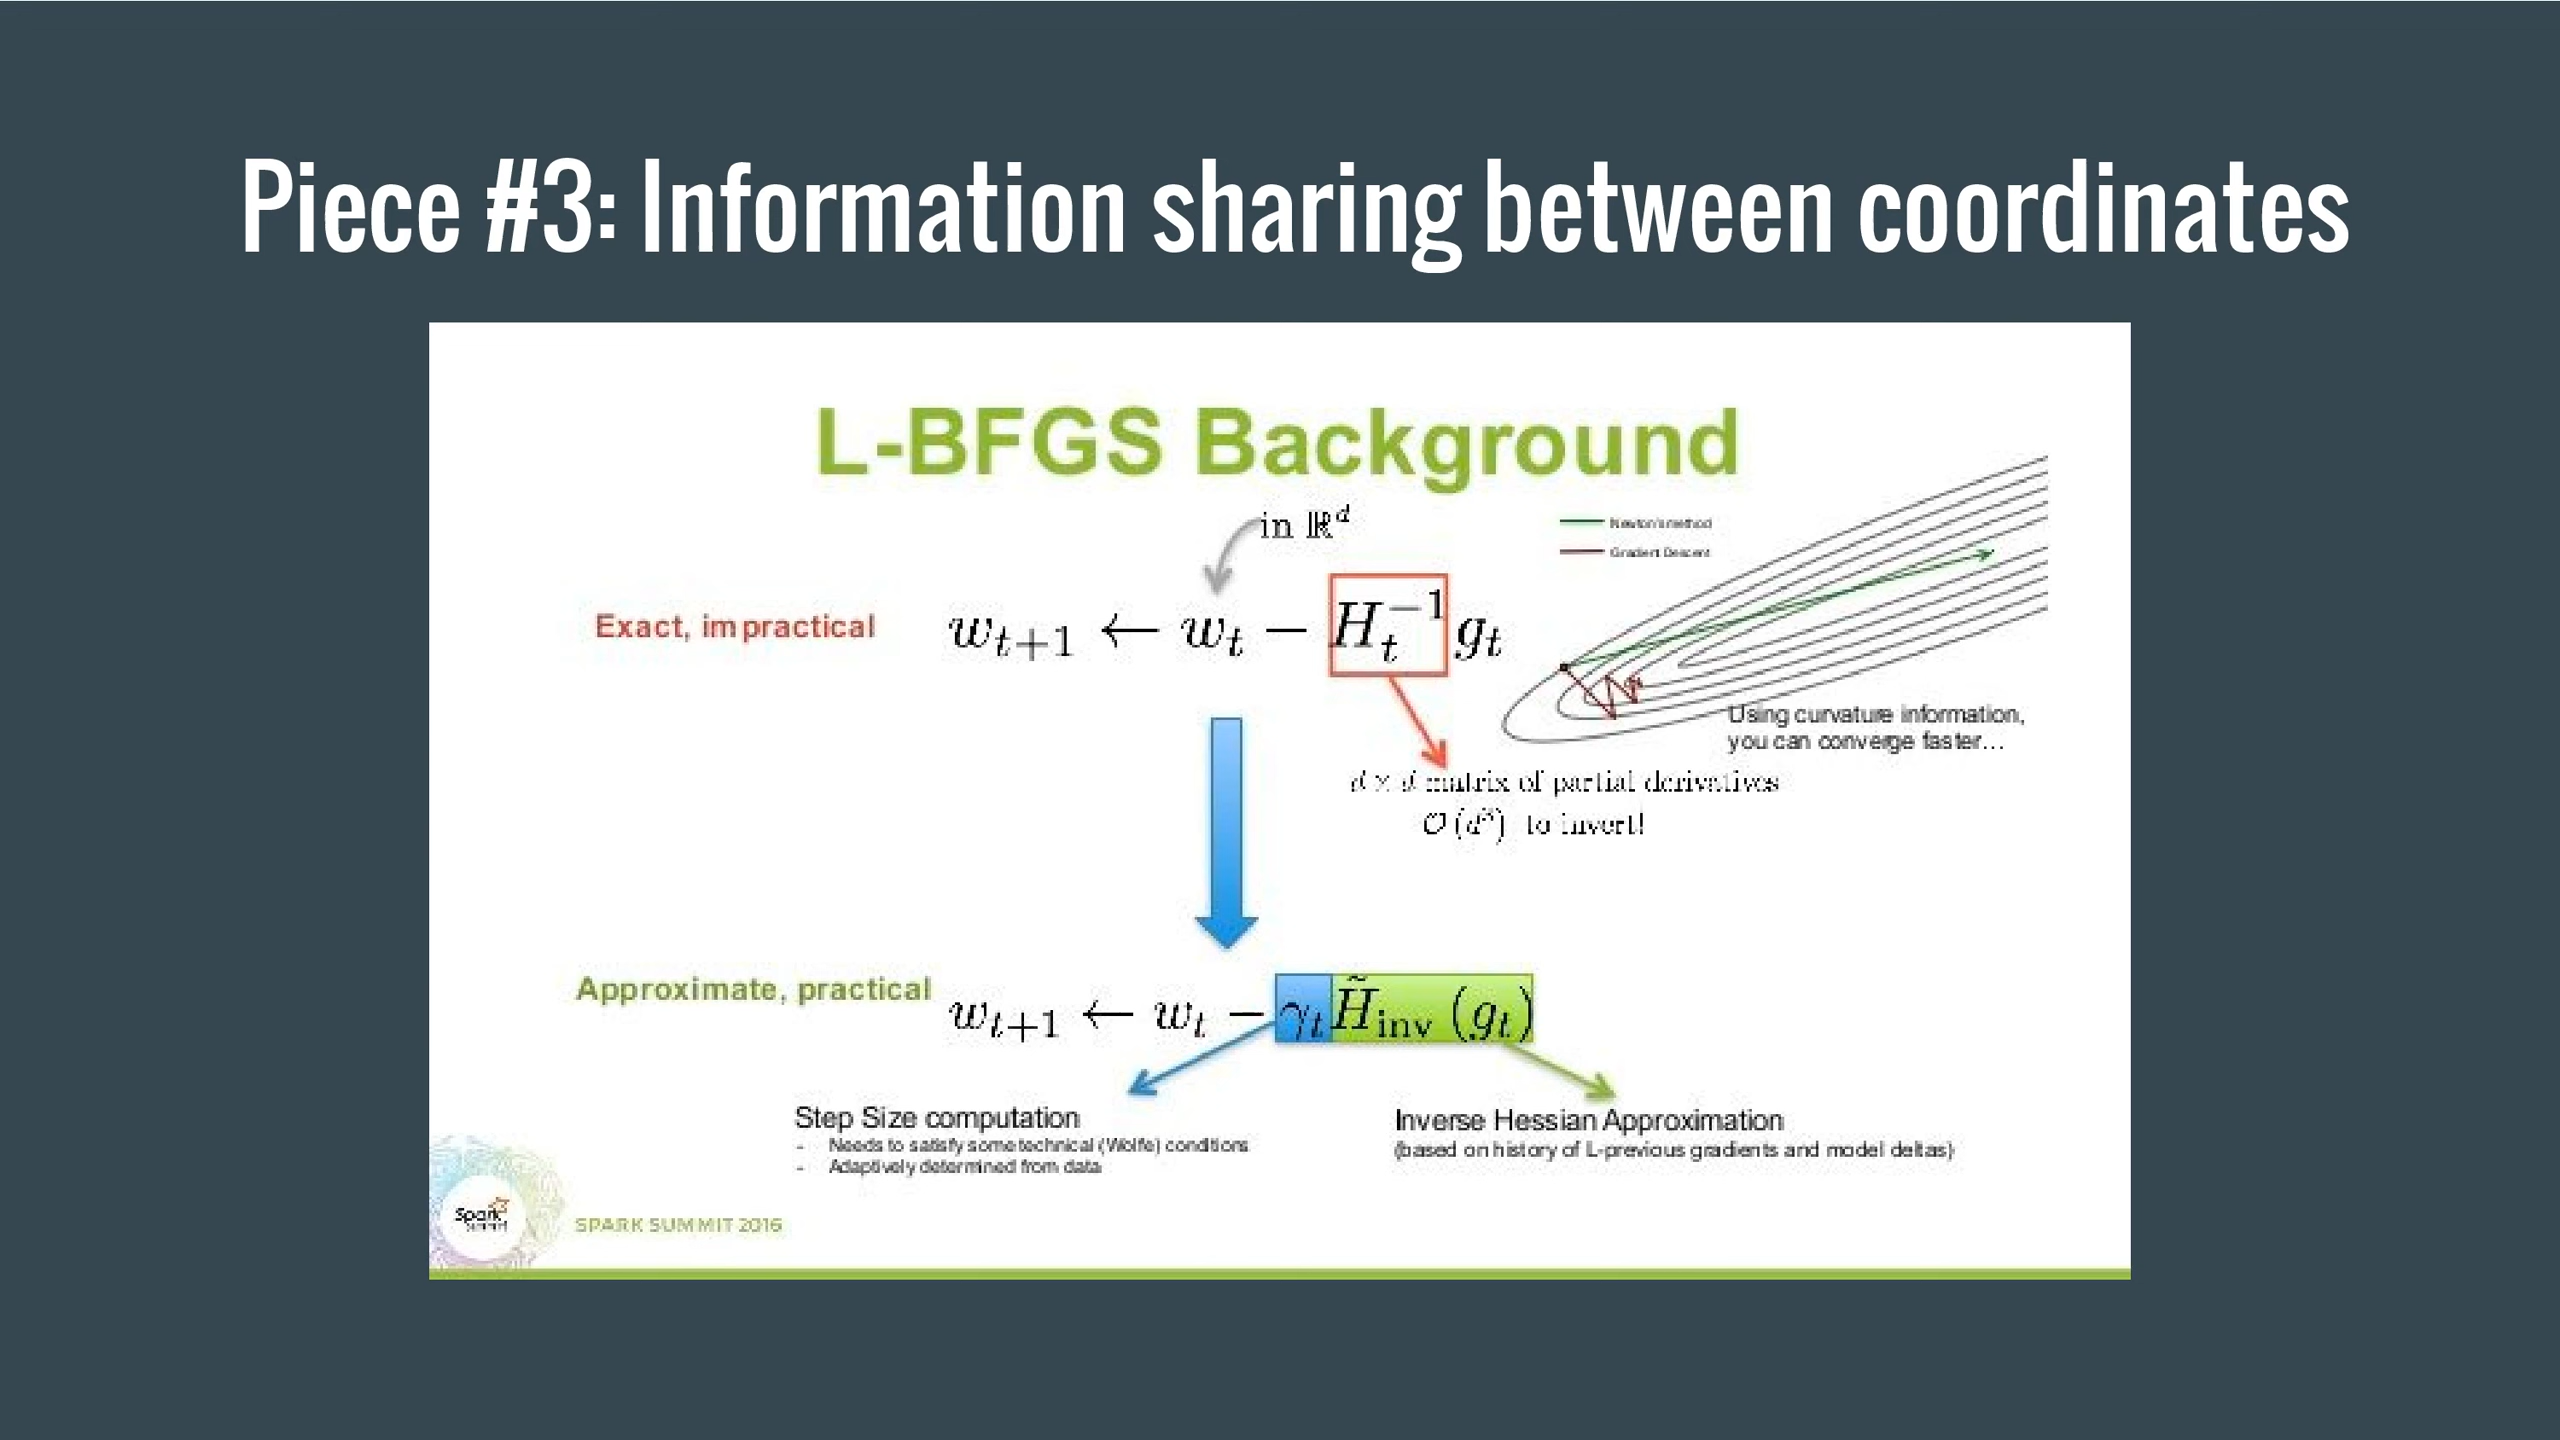 Piece #3: Information sharing between coordinates
L-BFGS Background
in ℝ^d
Newton's method
Gradient Descent
Exact, impractical
w_{t+1} ← w_t − H_t^{−1} g_t
Using curvature information,
you can converge faster...
d × d matrix of partial derivatives
O(d³) to invert!
Approximate, practical
w_{t+1} ← w_t − γ_t H̃_inv (g_t)
Step Size computation
- Needs to satisfy some technical (Wolfe) conditions
- Adaptively determined from data
Inverse Hessian Approximation
(based on history of L-previous gradients and model deltas)
Spark
SUMMIT
SPARK SUMMIT 2016